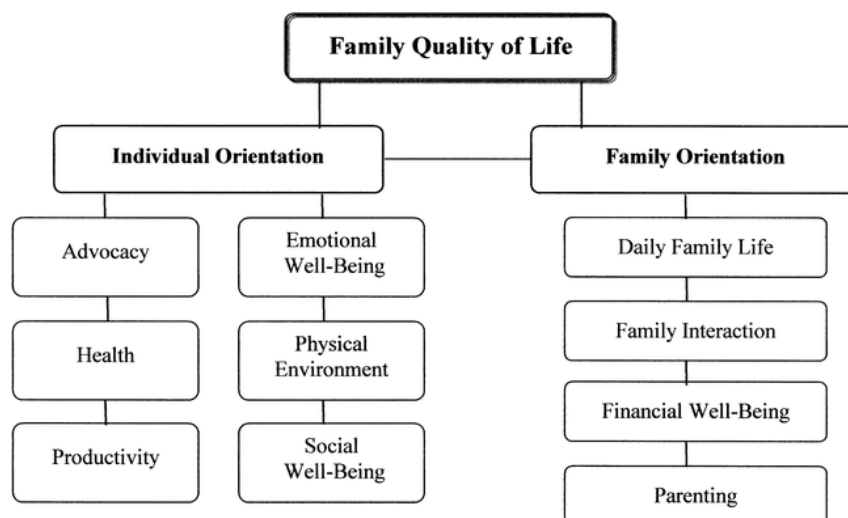 Family Quality of Life
Individual Orientation
Family Orientation
Advocacy
Emotional
Well-Being
Daily Family Life
Health
Physical
Environment
Family Interaction
Productivity
Social
Well-Being
Financial Well-Being
Parenting